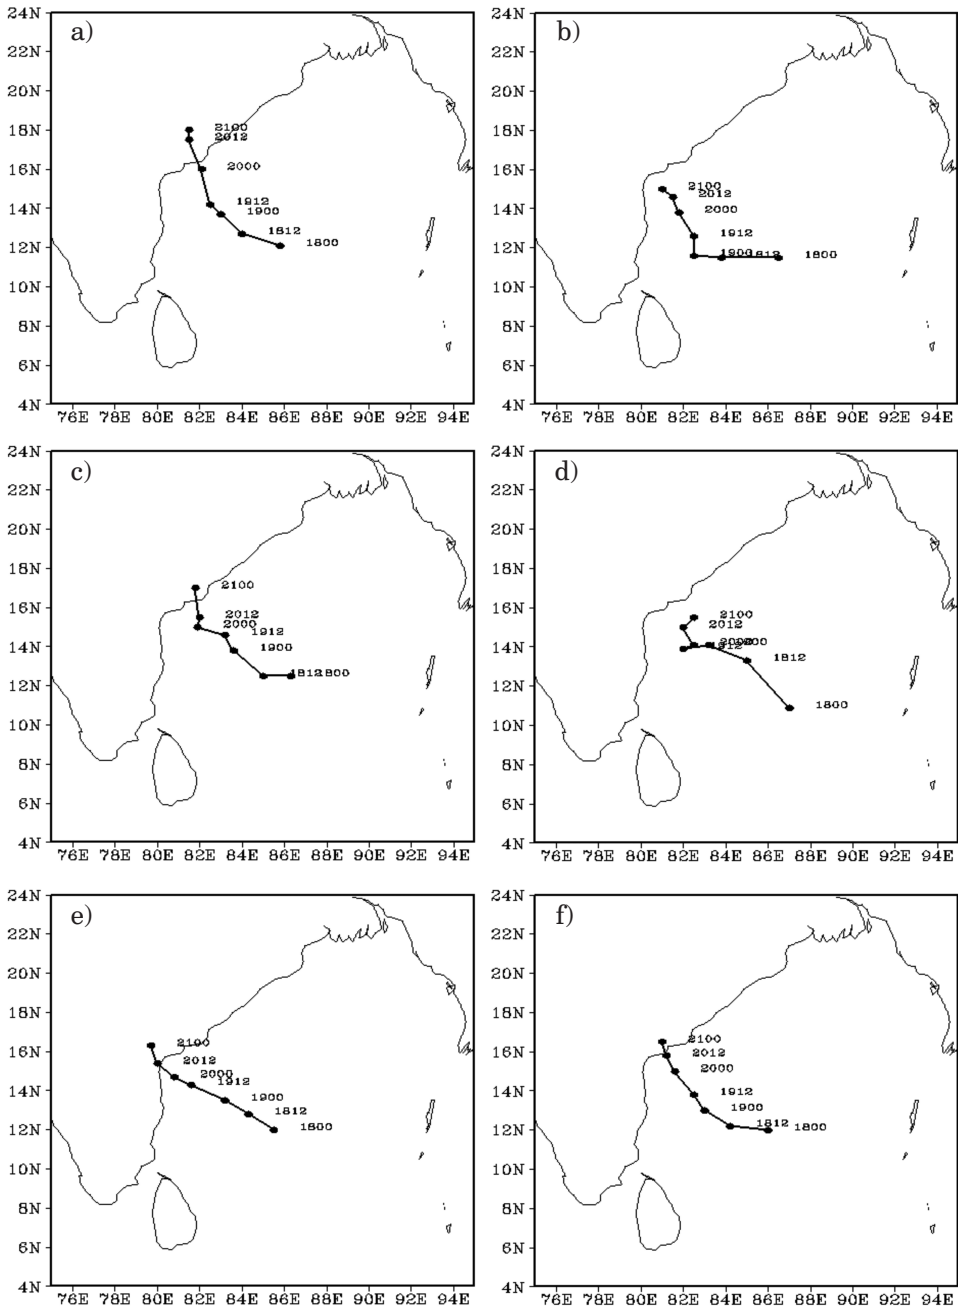 24N
a)
22N
20N
18N
2100
2012
16N
2000
14N
1912
1900
1812
12N
1800
10N
8N
6N
4N
76E 78E 80E 82E 84E 86E 88E 90E 92E 94E
24N
b)
22N
20N
18N
16N
2100
2012
14N
2000
1912
12N
1900 1812 1800
10N
8N
6N
4N
76E 78E 80E 82E 84E 86E 88E 90E 92E 94E
24N
c)
22N
20N
18N
2100
16N
2012
2000
1912
14N
1900
1812 1800
12N
10N
8N
6N
4N
76E 78E 80E 82E 84E 86E 88E 90E 92E 94E
24N
d)
22N
20N
18N
16N
2100
2012
14N
2000
1912
1812
12N
1800
10N
8N
6N
4N
76E 78E 80E 82E 84E 86E 88E 90E 92E 94E
24N
e)
22N
20N
18N
16N
2100
2012
2000
1912
14N
1900
1812
12N
1800
10N
8N
6N
4N
76E 78E 80E 82E 84E 86E 88E 90E 92E 94E
24N
f)
22N
20N
18N
2100
16N
2012
2000
14N
1912
1900
1812 1800
12N
10N
8N
6N
4N
76E 78E 80E 82E 84E 86E 88E 90E 92E 94E